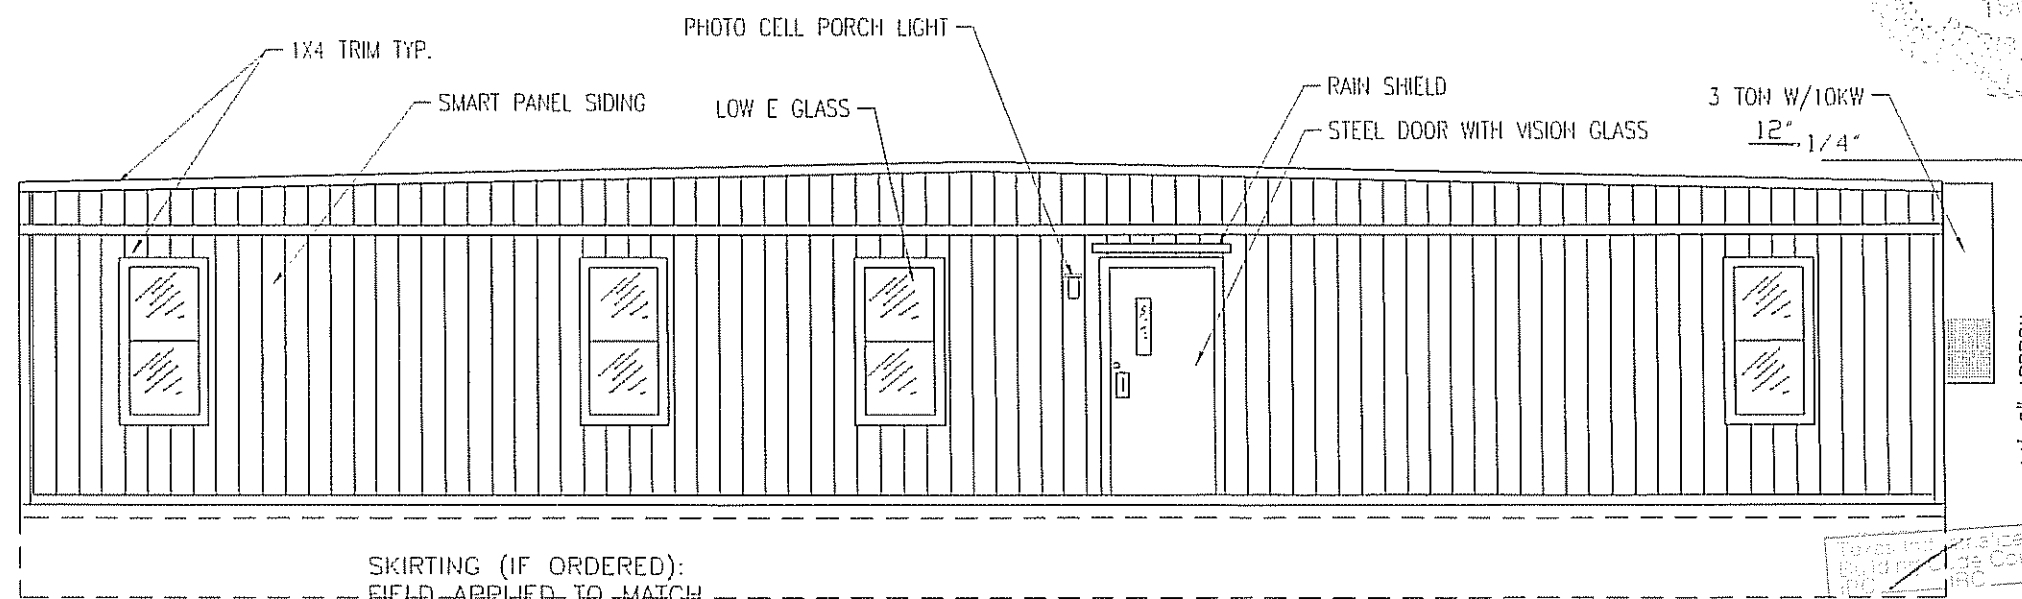 PHOTO CELL PORCH LIGHT
1X4 TRIM TYP.
SMART PANEL SIDING
LOW E GLASS
RAIN SHIELD
STEEL DOOR WITH VISION GLASS
3 TON W/10KW
12"
1/4"
SKIRTING (IF ORDERED):
FIELD APPLIED TO MATCH